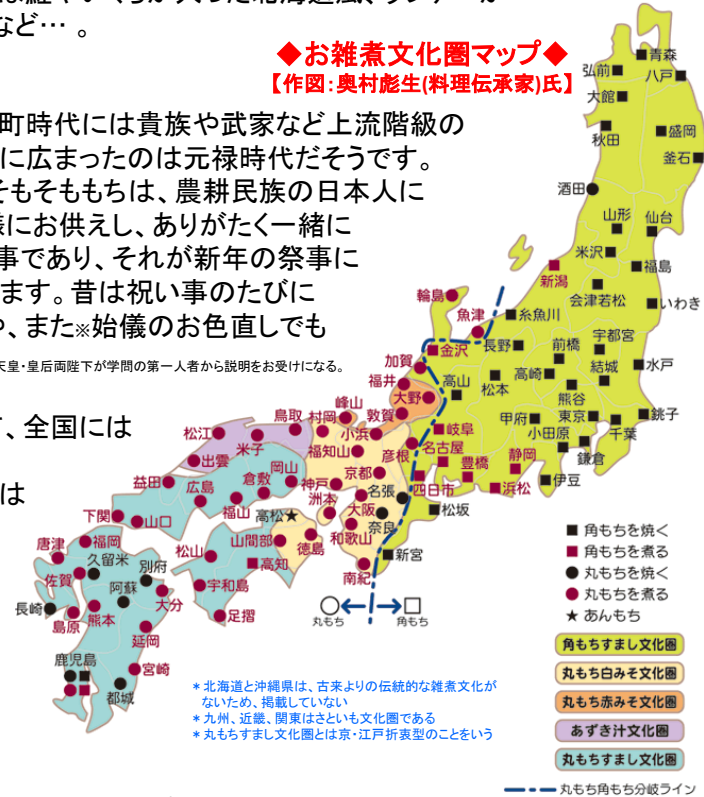 など… 。
◆お雑煮文化圏マップ◆
【作図：奥村彪生(料理伝承家)氏】
町時代には貴族や武家など上流階級の
に広まったのは元禄時代だそうです。
そもそももちは、農耕民族の日本人に
様にお供えし、ありがたく一緒に
事であり、それが新年の祭事に
ます。昔は祝い事のたびに
や、また※始儀のお色直しでも
天皇・皇后両陛下が学問の第一人者から説明をお受けになる。
、全国には
は
青森
弘前
八戸
大館
秋田
盛岡
釜石
酒田
山形
仙台
米沢
福島
新潟
会津若松
いわき
輪島
魚津
糸魚川
宇都宮
金沢
長野
前橋
加賀
結城
水戸
福井
大野
高山
松本
高崎
熊谷
峰山
敦賀
甲府
東京
銚子
鳥取
村岡
小浜
岐阜
小田原
千葉
松江
米子
福知山
彦根
名古屋
静岡
鎌倉
出雲
岡山
京都
豊橋
伊豆
益田
倉敷
神戸
名張
四日市
浜松
広島
洲本
大阪
松坂
下関
山口
福山
高松
奈良
唐津
福岡
松山
山間部
徳島
和歌山
新宮
久留米
別府
高知
南紀
佐賀
阿蘇
宇和島
長崎
大分
足摺
島原
熊本
延岡
鹿児島
宮崎
都城
丸もち
角もち
■ 角もちを焼く
■ 角もちを煮る
● 丸もちを焼く
● 丸もちを煮る
★ あんもち
角もちすまし文化圏
丸もち白みそ文化圏
丸もち赤みそ文化圏
あずき汁文化圏
丸もちすまし文化圏
丸もち角もち分岐ライン
＊北海道と沖縄県は、古来よりの伝統的な雑煮文化が
ないため、掲載していない
＊九州、近畿、関東はさといも文化圏である
＊丸もちすまし文化圏とは京・江戸折衷型のことをいう